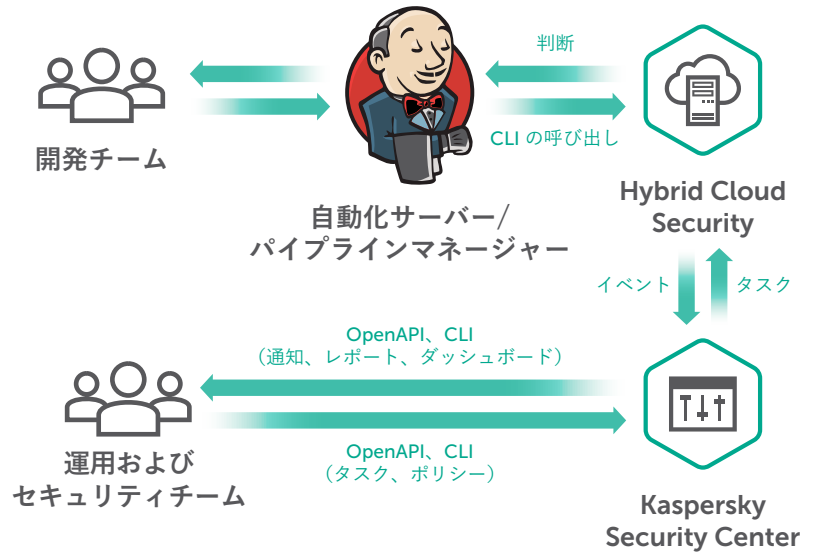 開発チーム
自動化サーバー/
パイプラインマネージャー
判断
CLI の呼び出し
Hybrid Cloud
Security
イベント
タスク
OpenAPI、CLI
（通知、レポート、ダッシュボード）
OpenAPI、CLI
（タスク、ポリシー）
運用および
セキュリティチーム
Kaspersky
Security Center